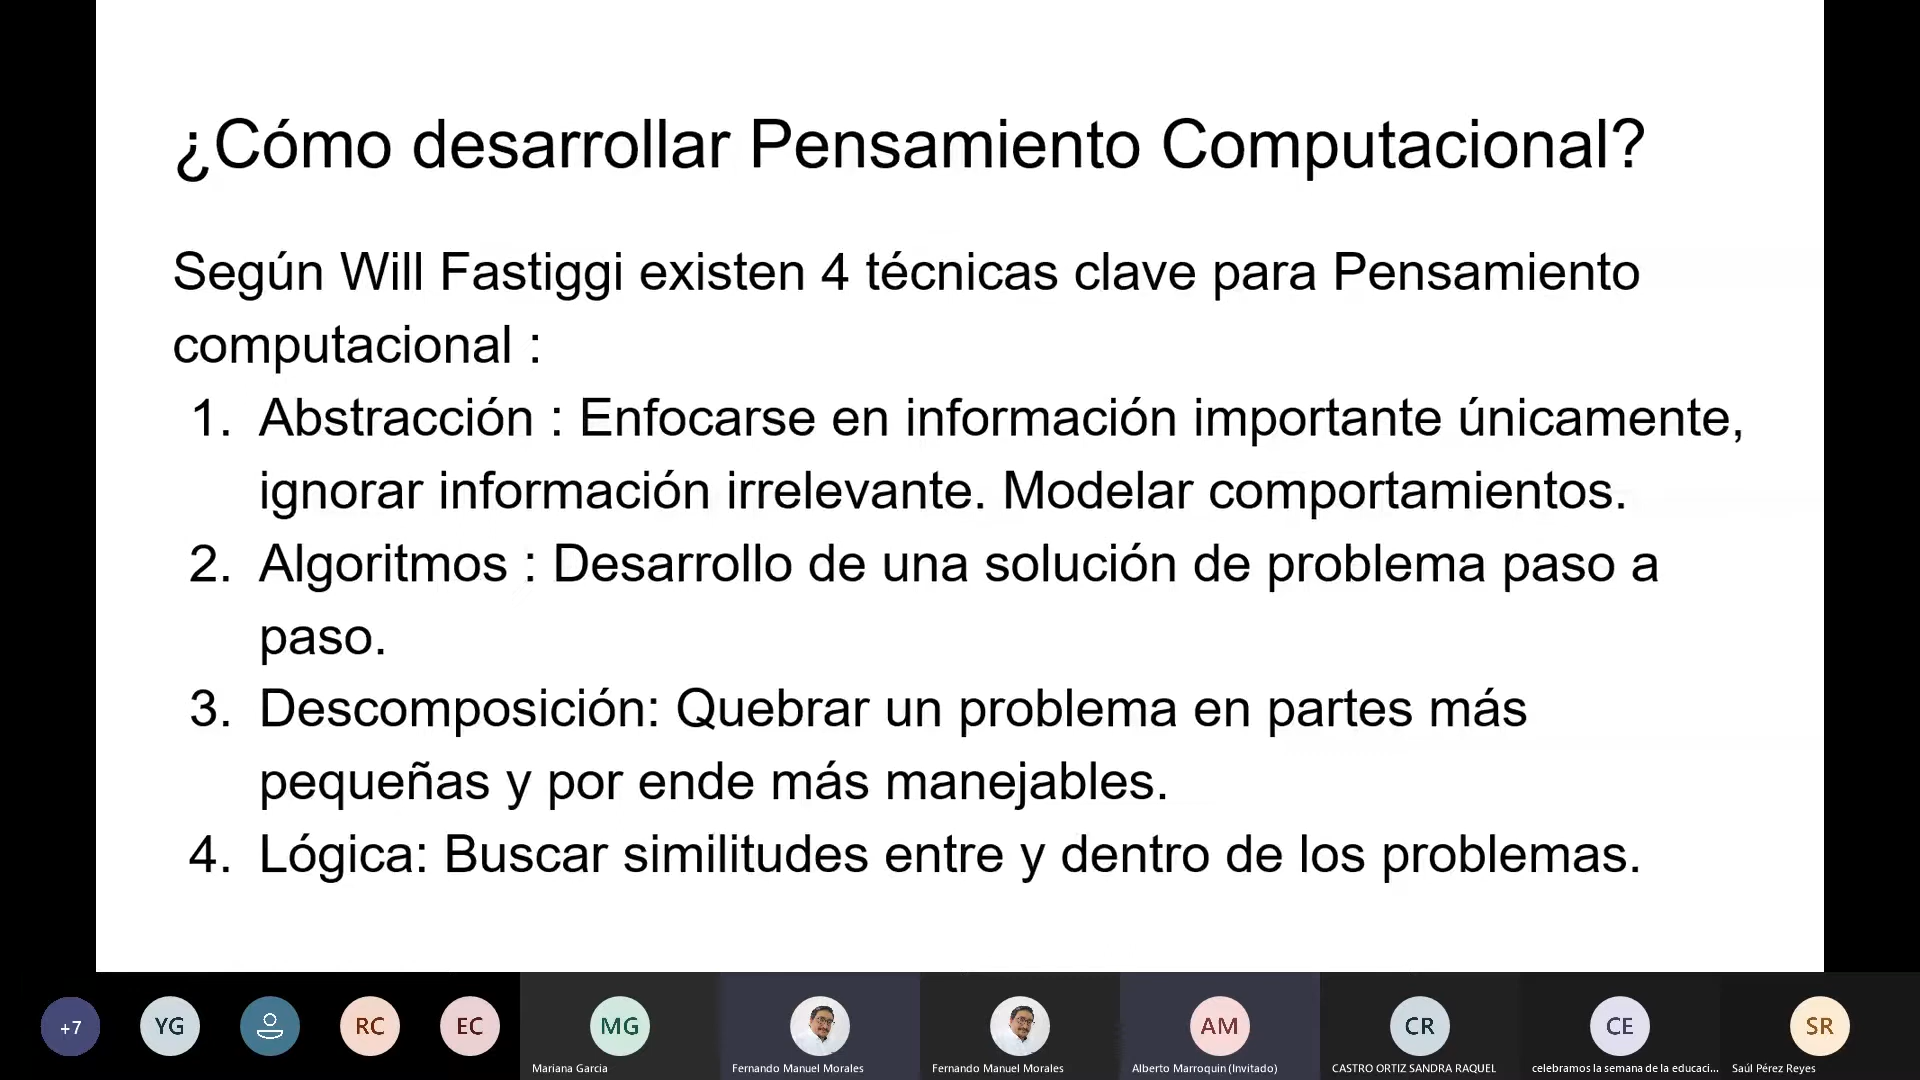 ¿Cómo desarrollar Pensamiento Computacional?
Según Will Fastiggi existen 4 técnicas clave para Pensamiento
computacional :
1. Abstracción : Enfocarse en información importante únicamente,
ignorar información irrelevante. Modelar comportamientos.
2. Algoritmos : Desarrollo de una solución de problema paso a
paso.
3. Descomposición: Quebrar un problema en partes más
pequeñas y por ende más manejables.
4. Lógica: Buscar similitudes entre y dentro de los problemas.
+7 YG RC EC MG AM CR CE SR
Mariana Garcia Fernando Manuel Morales Fernando Manuel Morales Alberto Marroquin (Invitado) CASTRO ORTIZ SANDRA RAQUEL celebramos la semana de la educaci... Saúl Pérez Reyes